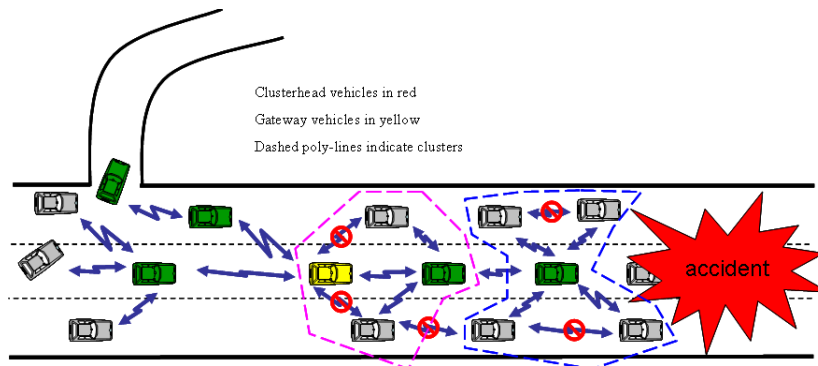 Clusterhead vehicles in red
Gateway vehicles in yellow
Dashed poly-lines indicate clusters
accident